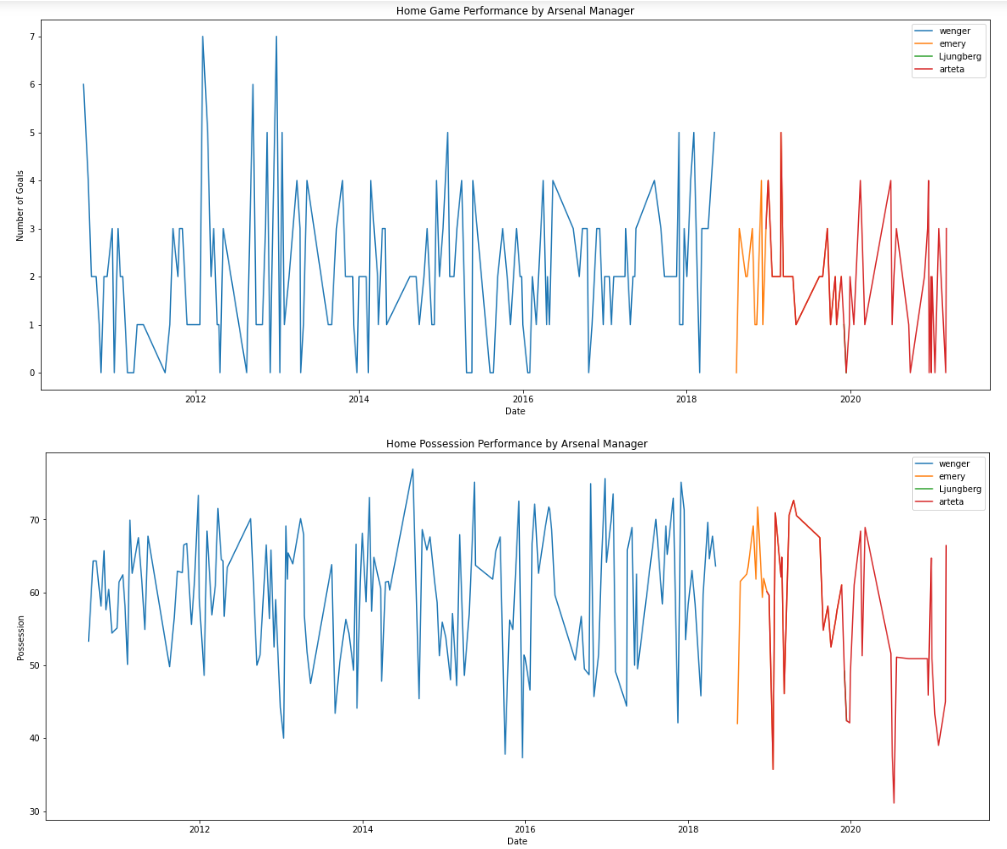 Home Game Performance by Arsenal Manager
wenger
emery
Ljungberg
arteta
Number of Goals
7
6
5
4
3
2
1
0
2012
2014
2016
2018
2020
Date
Home Possession Performance by Arsenal Manager
wenger
emery
Ljungberg
arteta
Possession
70
60
50
40
30
2012
2014
2016
2018
2020
Date